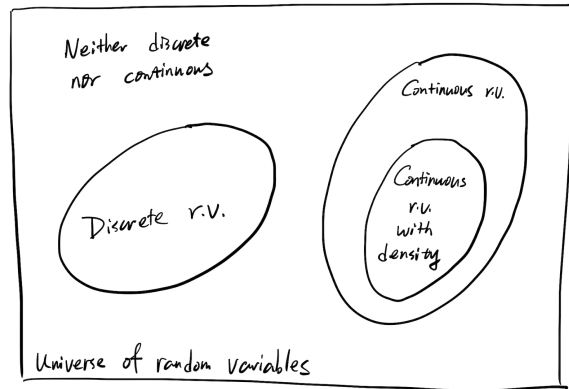 Neither discrete
nor continuous
Continuous r.v.
Continuous
r.v.
with
density
Discrete r.v.
Universe of random variables